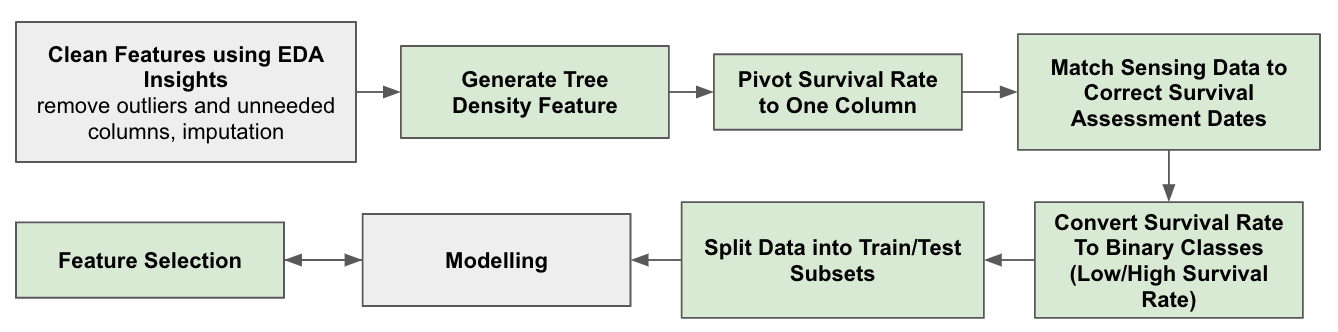 Clean Features using EDA
Insights
remove outliers and unneeded
columns, imputation
Generate Tree
Density Feature
Pivot Survival Rate
to One Column
Match Sensing Data to
Correct Survival
Assessment Dates
Convert Survival Rate
To Binary Classes
(Low/High Survival
Rate)
Split Data into Train/Test
Subsets
Modelling
Feature Selection